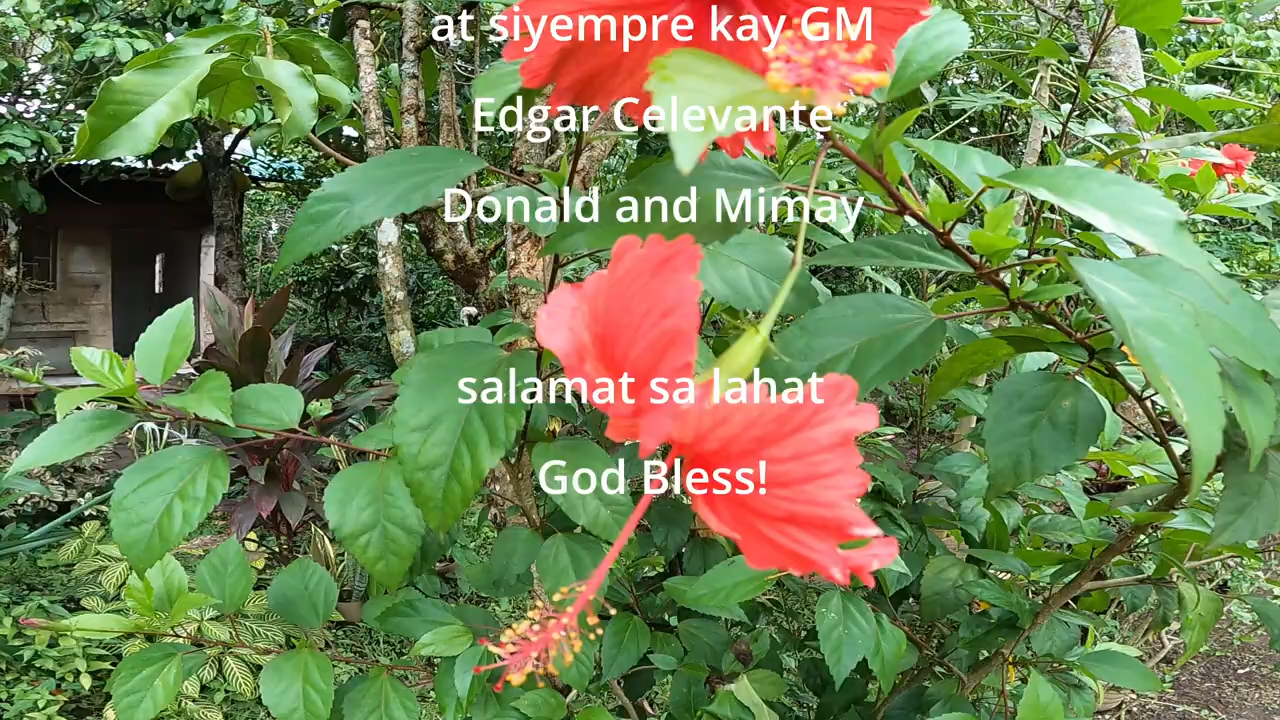 at siyempre kay GM
Edgar Celevante
Donald and Mimay
salamat sa lahat
God Bless!